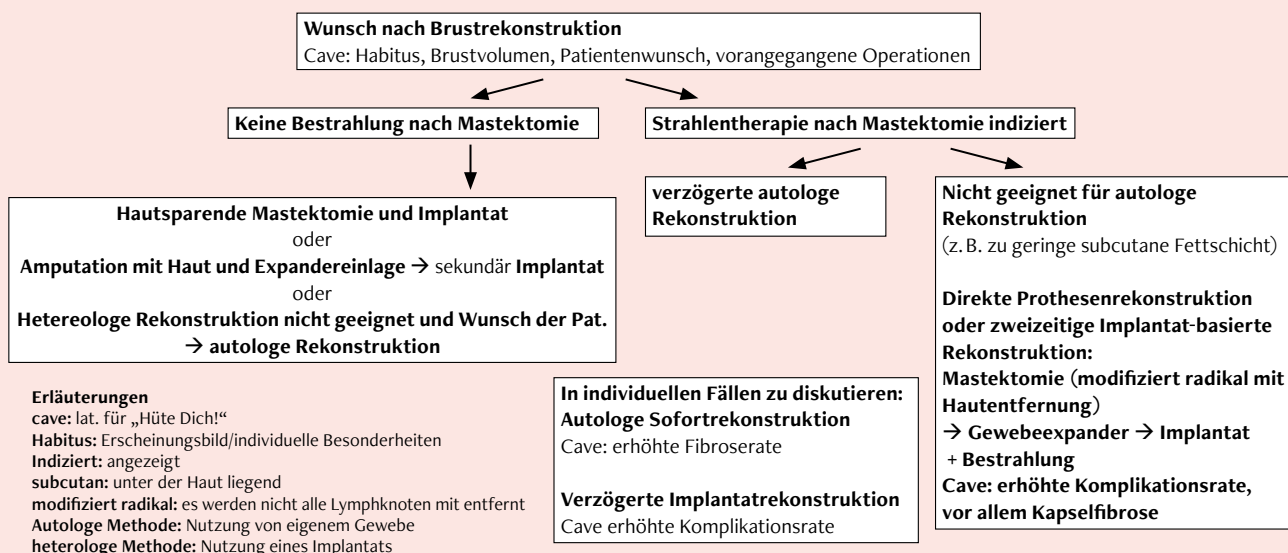 Wunsch nach Brustrekonstruktion
Cave: Habitus, Brustvolumen, Patientenwunsch, vorangegangene Operationen
Keine Bestrahlung nach Mastektomie
Strahlentherapie nach Mastektomie indiziert
Hautsparende Mastektomie und Implantat
oder
Amputation mit Haut und Expandereinlage → sekundär Implantat
oder
Hetereologe Rekonstruktion nicht geeignet und Wunsch der Pat.
→ autologe Rekonstruktion
verzögerte autologe
Rekonstruktion
Nicht geeignet für autologe
Rekonstruktion
(z. B. zu geringe subcutane Fettschicht)
Direkte Prothesenrekonstruktion
oder zweizeitige Implantat-basierte
Rekonstruktion:
Mastektomie (modifiziert radikal mit
Hautentfernung)
→ Gewebeexpander → Implantat
+ Bestrahlung
Cave: erhöhte Komplikationsrate,
vor allem Kapselfibrose
In individuellen Fällen zu diskutieren:
Autologe Sofortrekonstruktion
Cave: erhöhte Fibroserate
Verzögerte Implantatrekonstruktion
Cave erhöhte Komplikationsrate
Erläuterungen
cave: lat. für „Hüte Dich!“
Habitus: Erscheinungsbild/individuelle Besonderheiten
Indiziert: angezeigt
subcutan: unter der Haut liegend
modifiziert radikal: es werden nicht alle Lymphknoten mit entfernt
Autologe Methode: Nutzung von eigenem Gewebe
heterologe Methode: Nutzung eines Implantats